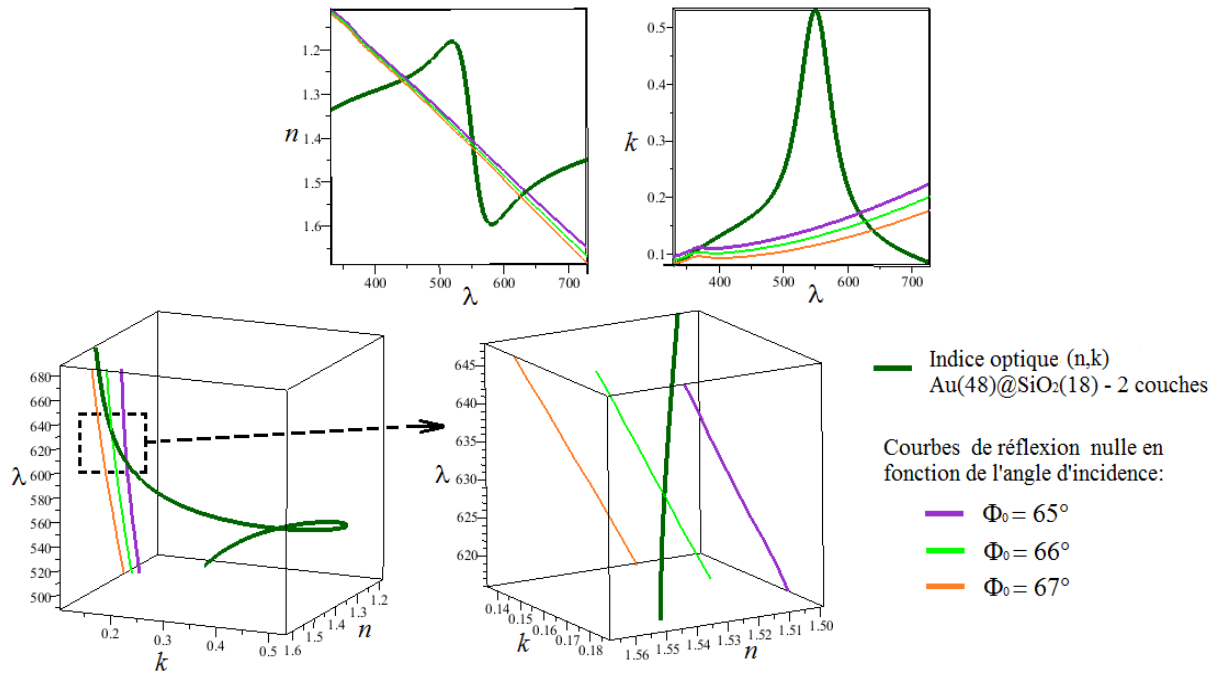 1.2
1.3
1.4
1.5
1.6
n
400 500 600 700
λ
0.5
0.4
0.3
0.2
0.1
k
400 500 600 700
λ
680
660
640
620
600
580
560
540
520
500
λ
0.2 0.3 0.4 0.5
k
1.6 1.5 1.4 1.3 1.2
n
645
640
635
630
625
620
λ
0.14 0.15 0.16 0.17 0.18
k
1.56 1.55 1.54 1.53 1.52 1.51 1.50
n
Indice optique (n,k)
Au(48)@SiO₂(18) - 2 couches
Courbes de réflexion nulle en
fonction de l'angle d'incidence:
Φ₀ = 65°
Φ₀ = 66°
Φ₀ = 67°